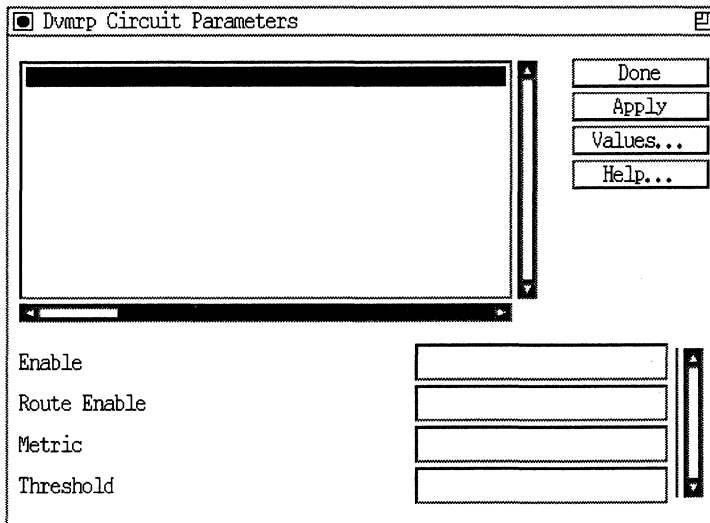 Dvmrp Circuit Parameters
Done
Apply
Values...
Help...
Enable
Route Enable
Metric
Threshold